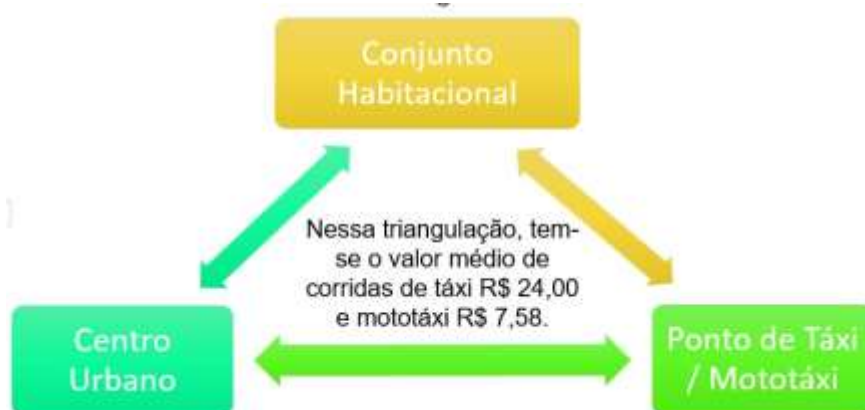 Conjunto
Habitacional
Nessa triangulação, tem-
se o valor médio de
corridas de táxi R$ 24,00
e mototáxi R$ 7,58.
Centro
Urbano
Ponto de Táxi
/ Mototáxi